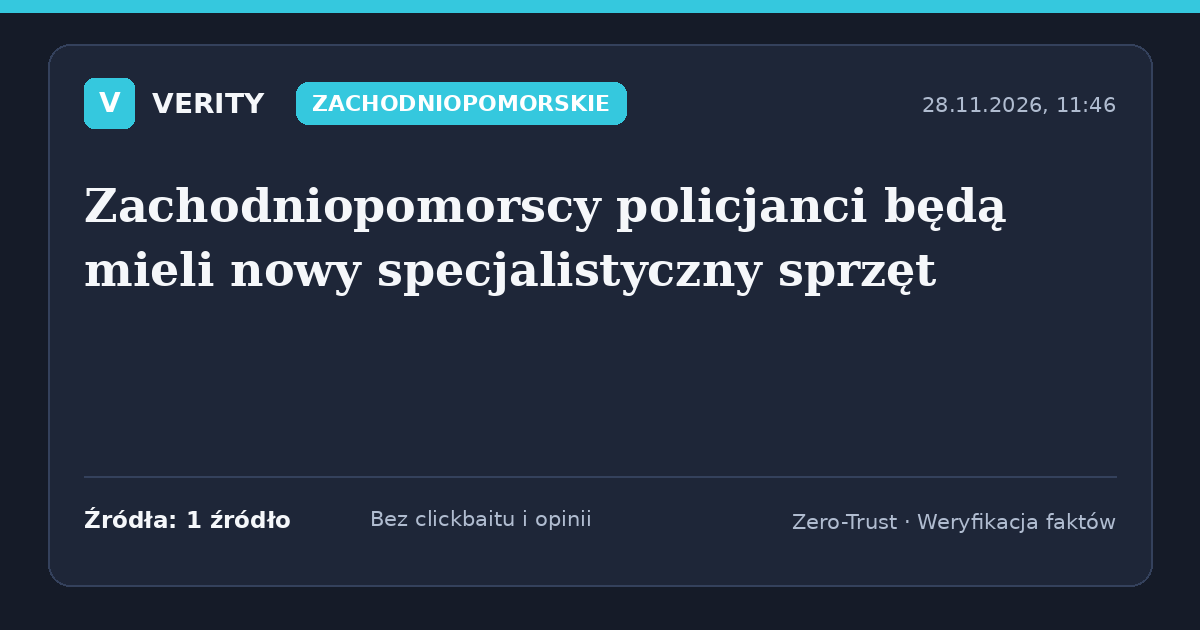 V VERITY ZACHODNIOPOMORSKIE 28.11.2026, 11:46
Zachodniopomorscy policjanci będą
mieli nowy specjalistyczny sprzęt
Źródła: 1 źródło Bez clickbaitu i opinii Zero-Trust · Weryfikacja faktów